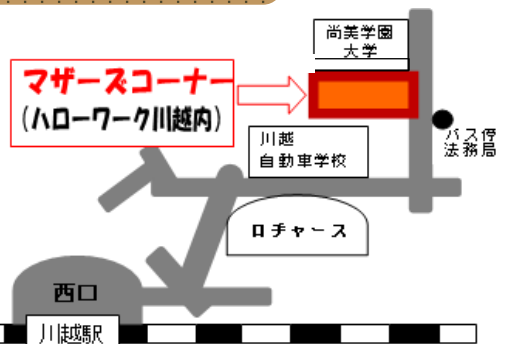 尚美学園
大学
マザーズコーナー
(ハローワーク川越内)
バス停
法務局
川越
自動車学校
ロヂャース
西口
川越駅